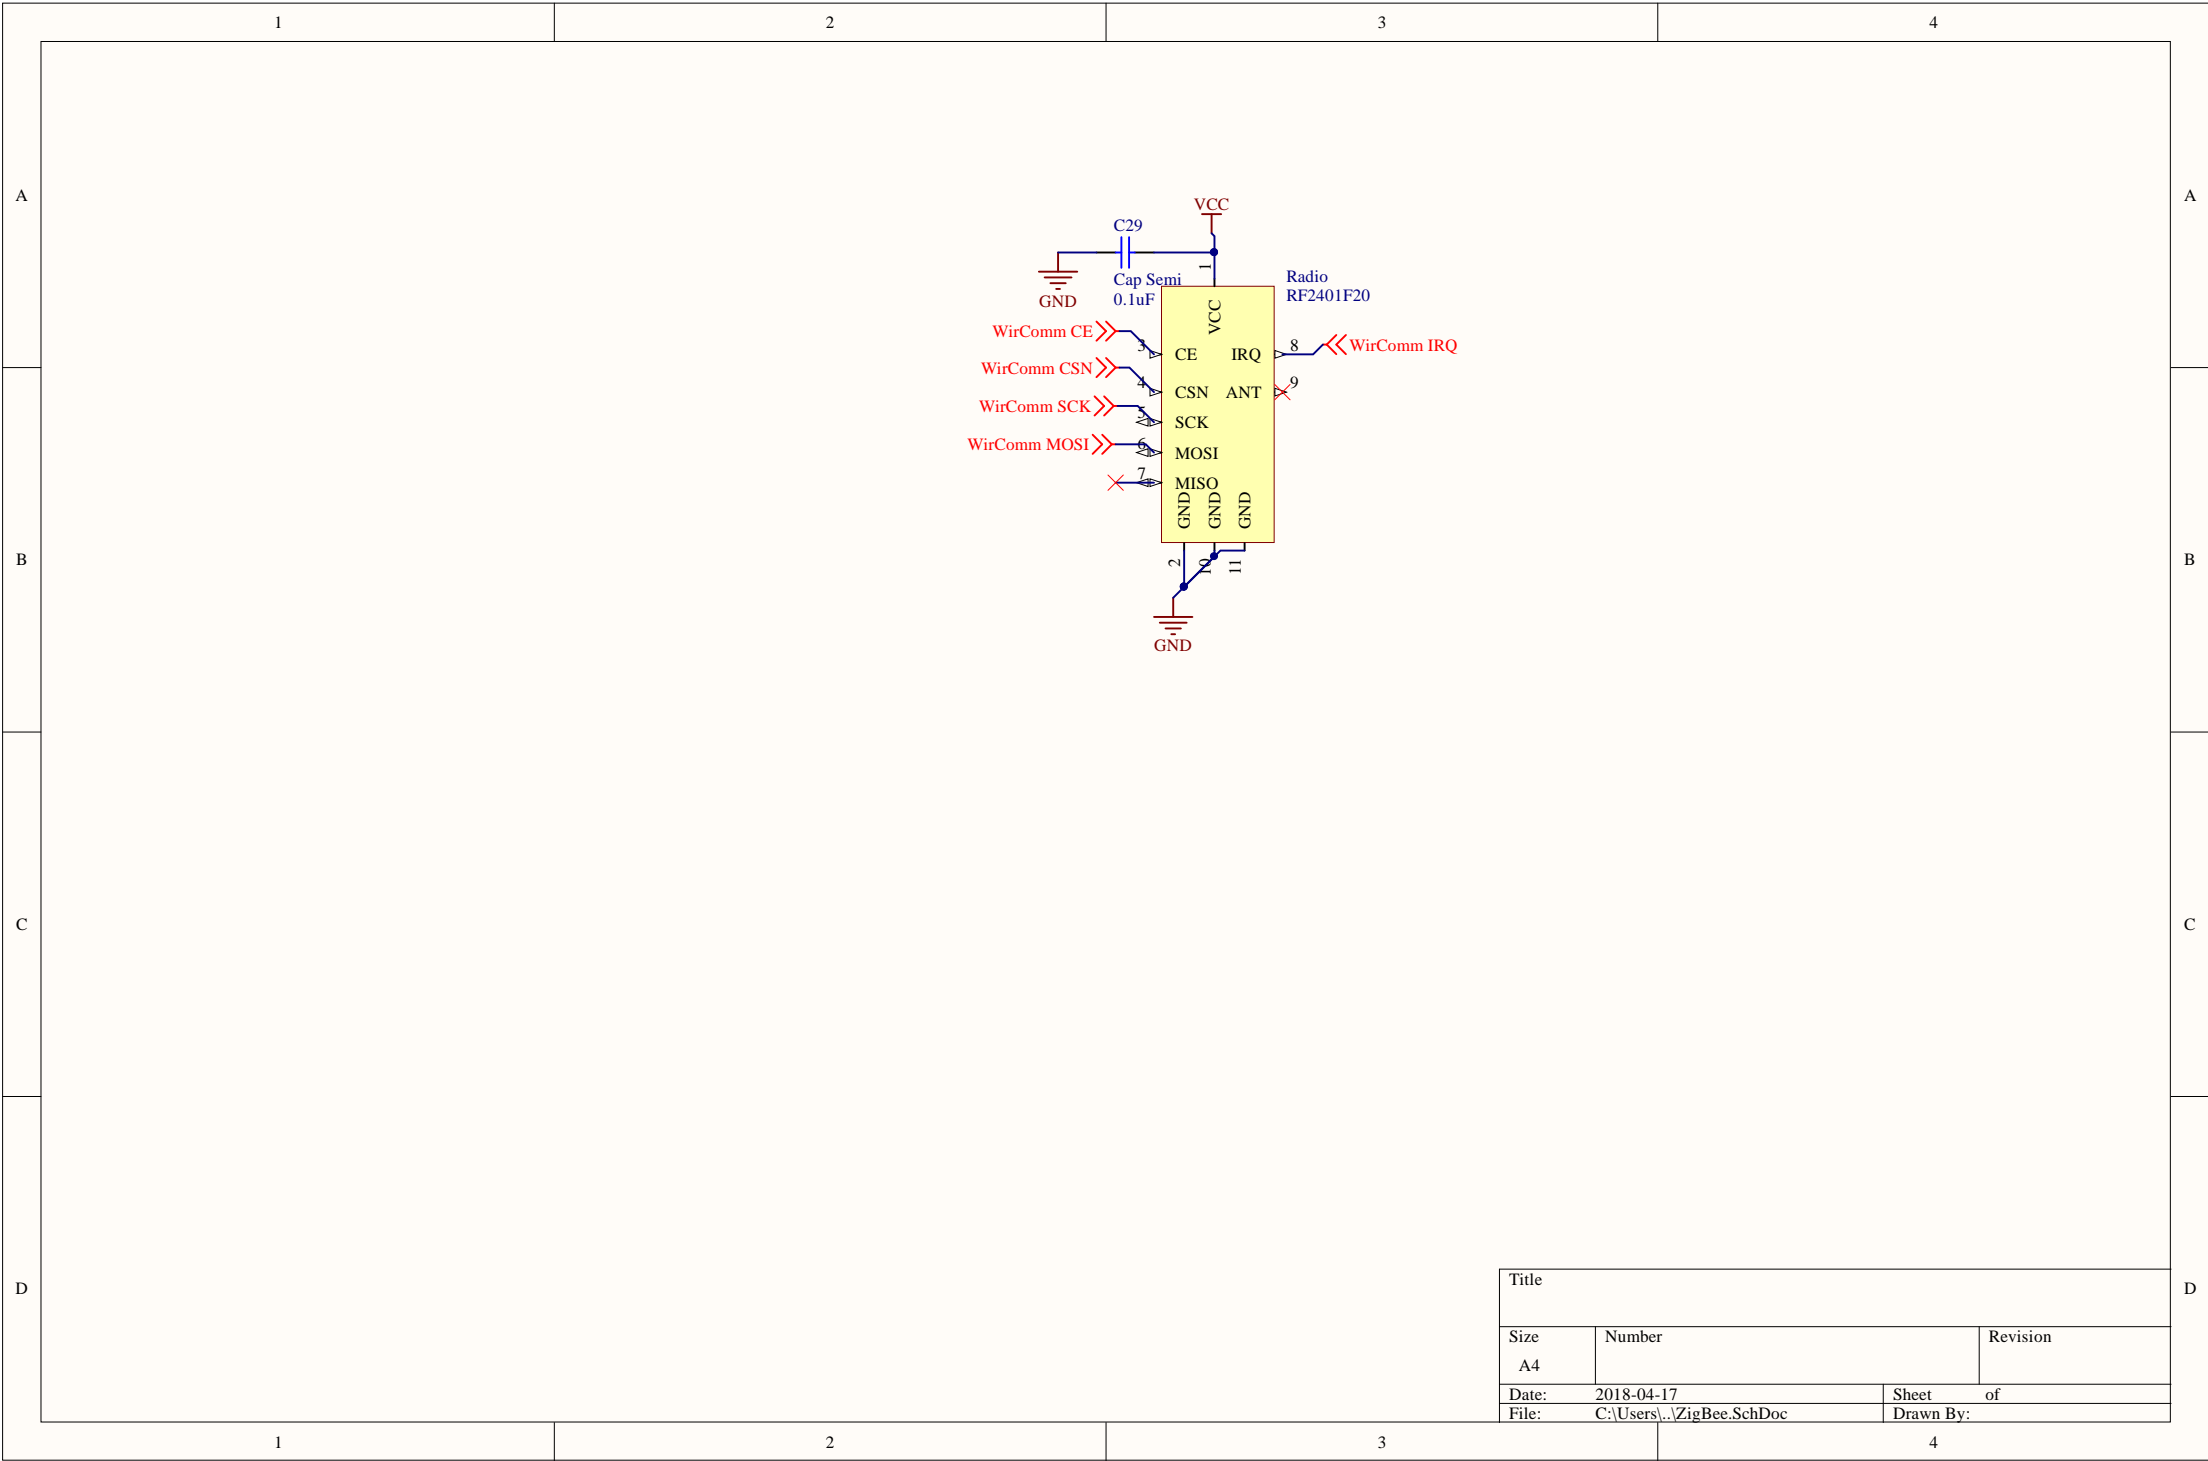 1 2 3 4
A A
VCC
C29
1
Cap Semi
0.1uF
GND
Radio
RF2401F20
VCC
WirComm CE 3 CE IRQ 8 WirComm IRQ
WirComm CSN 4 CSN ANT 9
WirComm SCK 5 SCK
WirComm MOSI 6 MOSI
7 MISO
GND GND GND
2 10 11
GND
B B
C C
D D
Title
Size Number Revision
A4
Date: 2018-04-17 Sheet of
File: C:\Users\..\ZigBee.SchDoc Drawn By:
1 2 3 4